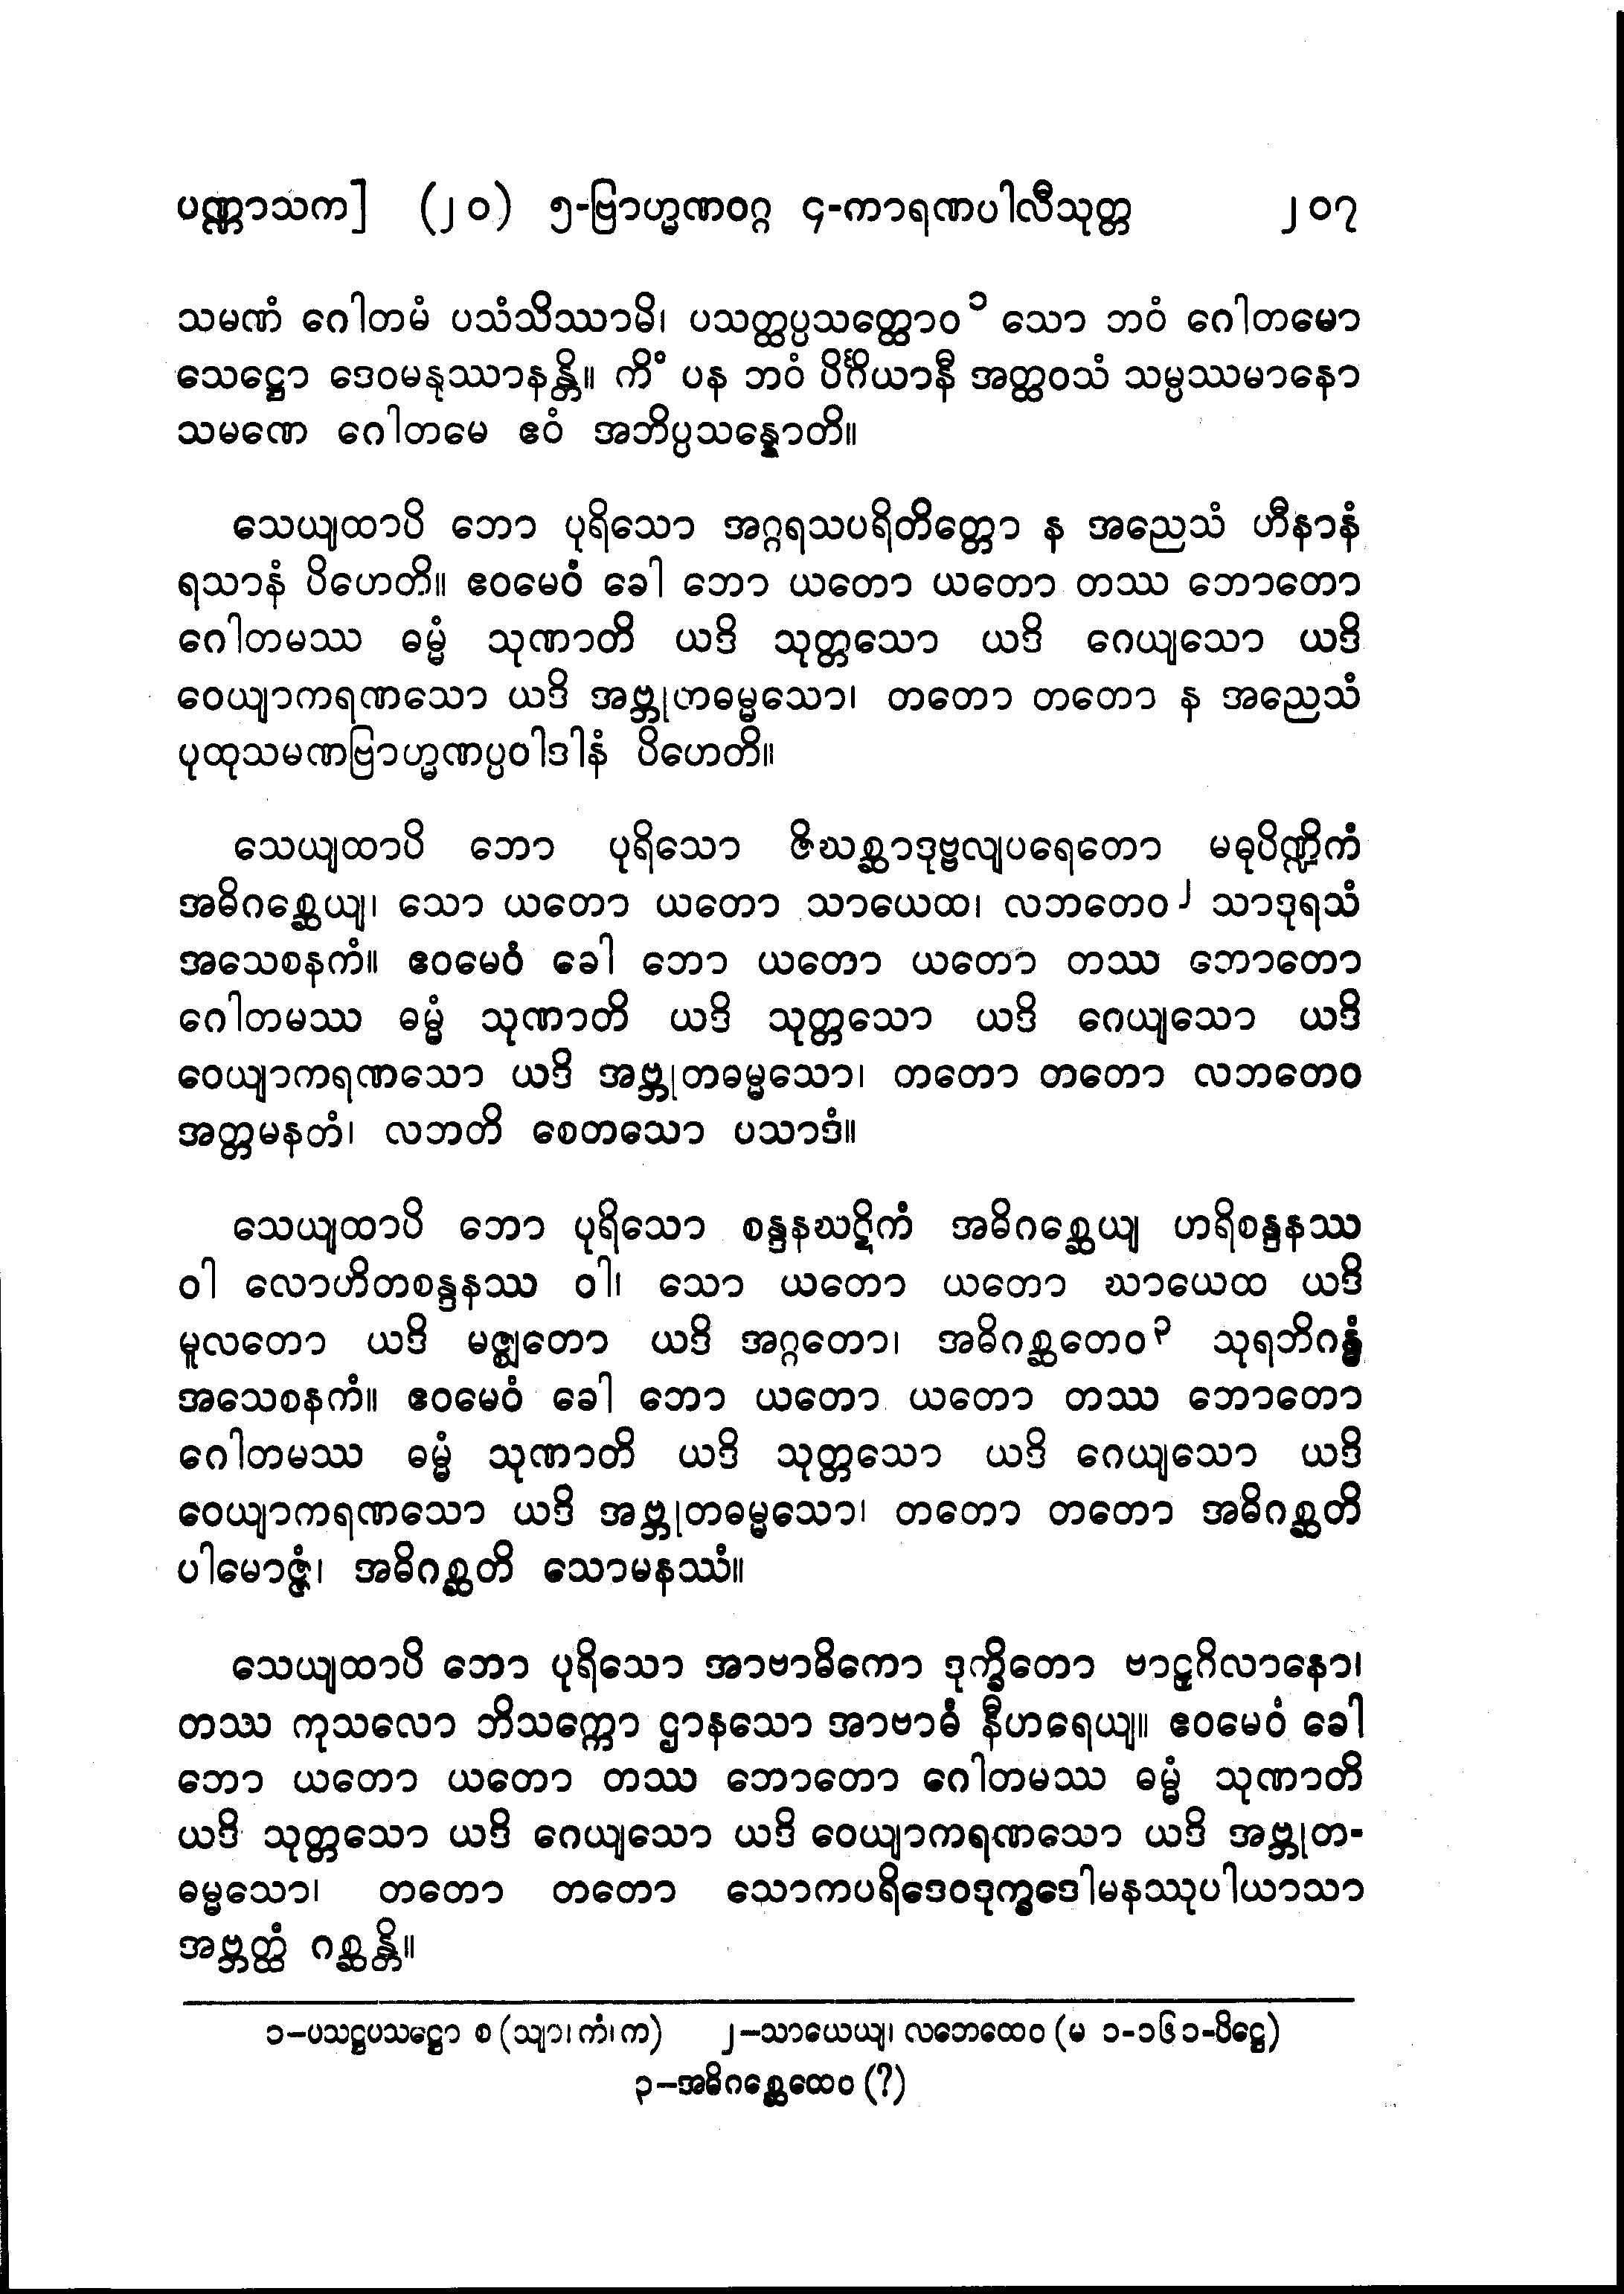 ပဏ္ဏာသက] (၂၀) ၅-ဗြာဟ္မဏဝဂ္ဂ ၄-ကာရဏပါလီသုတ္တ ၂၀၇
သမဏံ ဂေါတမံ ပသံသိဿာမိ၊ ပသတ္ထပ္ပသတ္ထောဝ ၁ သော ဘဝံ ဂေါတမော
သေဋ္ဌော ဒေဝမနုဿာနန္တိ။ ကိံ ပန ဘဝံ ပိင်္ဂိယာနီ အတ္ထဝသံ သမ္ပဿမာနော
သမဏေ ဂေါတမေ ဧဝံ အဘိပ္ပသန္နောတိ။
သေယျထာပိ ဘော ပုရိသော အဂ္ဂရသပရိတိတ္တော န အညေသံ ဟီနာနံ
ရသာနံ ပိဟေတိ။ ဧဝမေဝံ ခေါ ဘော ယတော ယတော တဿ ဘောတော
ဂေါတမဿ ဓမ္မံ သုဏာတိ ယဒိ သုတ္တသော ယဒိ ဂေယျသော ယဒိ
ဝေယျာကရဏသော ယဒိ အဗ္ဘုတဓမ္မသော၊ တတော တတော န အညေသံ
ပုထုသမဏဗြာဟ္မဏပ္ပဝါဒါနံ ပိဟေတိ။
သေယျထာပိ ဘော ပုရိသော ဇိဃစ္ဆာဒုဗ္ဗလျပရေတော မဓုပိဏ္ဍိကံ
အဓိဂစ္ဆေယျ၊ သော ယတော ယတော သာယေထ၊ လဘတေဝ ၂ သာဒုရသံ
အသေစနကံ။ ဧဝမေဝံ ခေါ ဘော ယတော ယတော တဿ ဘောတော
ဂေါတမဿ ဓမ္မံ သုဏာတိ ယဒိ သုတ္တသော ယဒိ ဂေယျသော ယဒိ
ဝေယျာကရဏသော ယဒိ အဗ္ဘုတဓမ္မသော၊ တတော တတော လဘတေဝ
အတ္တမနတံ၊ လဘတိ စေတသော ပသာဒံ။
သေယျထာပိ ဘော ပုရိသော စန္ဒနဃဋိကံ အဓိဂစ္ဆေယျ ဟရိစန္ဒနဿ
ဝါ လောဟိတစန္ဒနဿ ဝါ၊ သော ယတော ယတော ဃာယေထ ယဒိ
မူလတော ယဒိ မဇ္ဈတော ယဒိ အဂ္ဂတော၊ အဓိဂစ္ဆတေဝ ၃ သုရဘိဂန္ဓံ
အသေစနကံ။ ဧဝမေဝံ ခေါ ဘော ယတော ယတော တဿ ဘောတော
ဂေါတမဿ ဓမ္မံ သုဏာတိ ယဒိ သုတ္တသော ယဒိ ဂေယျသော ယဒိ
ဝေယျာကရဏသော ယဒိ အဗ္ဘုတဓမ္မသော၊ တတော တတော အဓိဂစ္ဆတိ
ပါမောဇ္ဇံ၊ အဓိဂစ္ဆတိ သောမနဿံ။
သေယျထာပိ ဘော ပုရိသော အာဗာဓိကော ဒုက္ခိတော ဗာဠှဂိလာနော၊
တဿ ကုသလော ဘိသက္ကော ဌာနသော အာဗာဓံ နီဟရေယျ။ ဧဝမေဝံ ခေါ
ဘော ယတော ယတော တဿ ဘောတော ဂေါတမဿ ဓမ္မံ သုဏာတိ
ယဒိ သုတ္တသော ယဒိ ဂေယျသော ယဒိ ဝေယျာကရဏသော ယဒိ အဗ္ဘုတ-
ဓမ္မသော၊ တတော တတော သောကပရိဒေဝဒုက္ခဒေါမနဿုပါယာသာ
အဗ္ဘတ္ထံ ဂစ္ဆန္တိ။
၁–ပသဋ္ဌပသဋ္ဌော စ (သျာ၊ကံ၊က) ၂–သာယေယျ၊ လဘေထေဝ (မ ၁-၁၆၁-ပိဋ္ဌေ)
၃–အဓိဂစ္ဆေထေဝ (?)